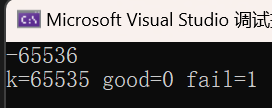 Microsoft Visual Studio 调试
-65536
k=65535 good=0 fail=1